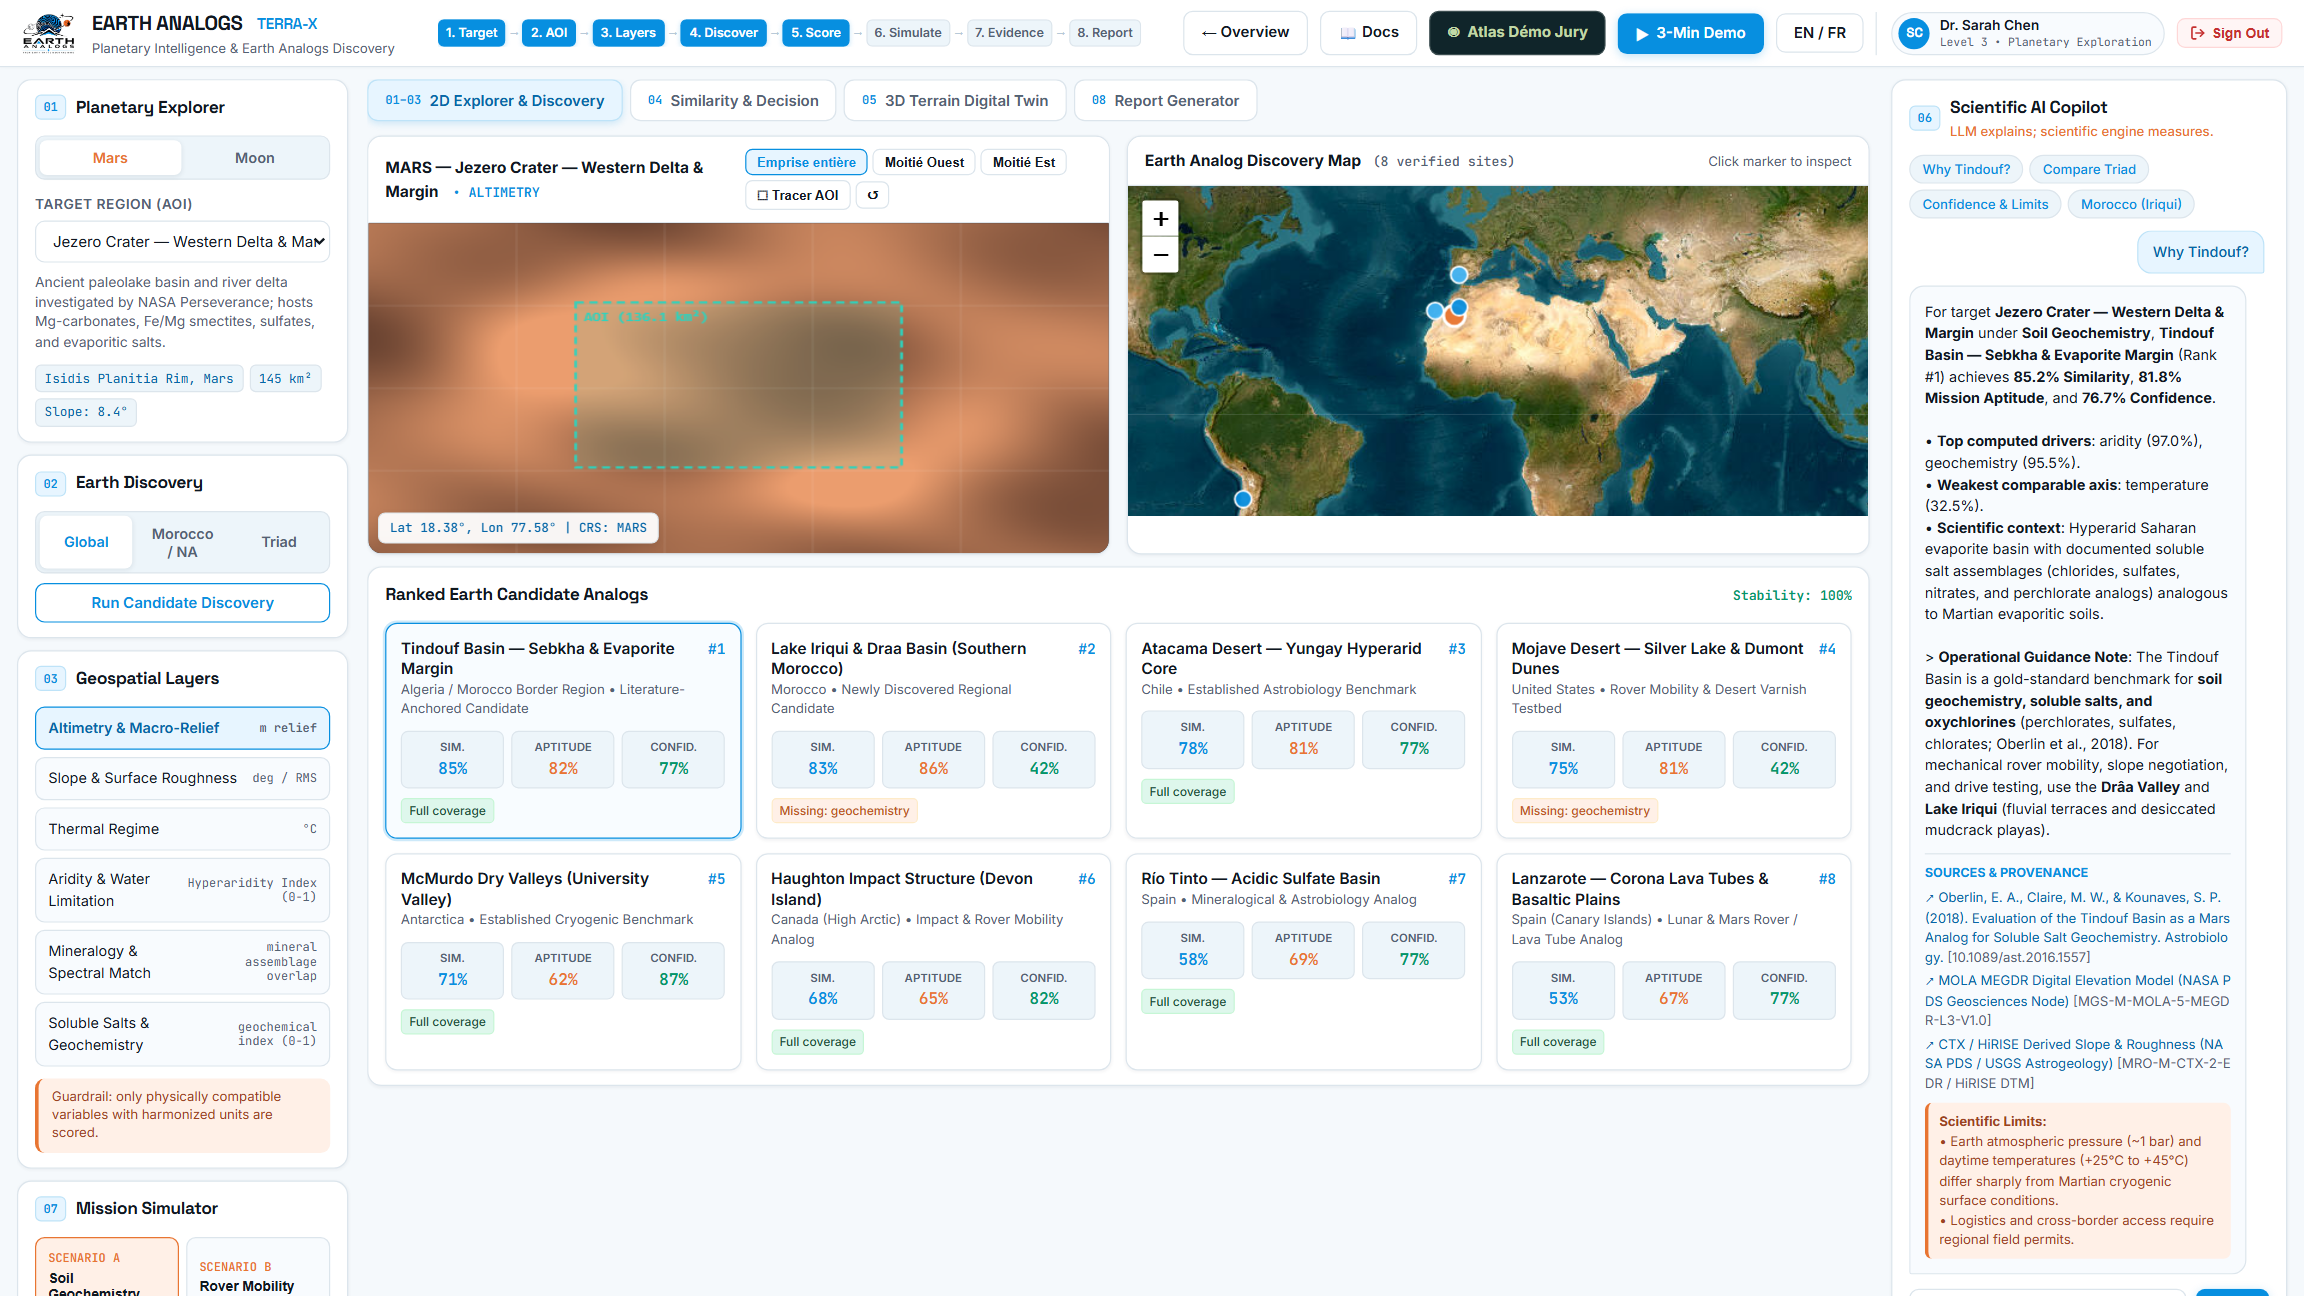 EARTH ANALOGS TERRA-X
Planetary Intelligence & Earth Analogs Discovery
EARTH
ANALOGS
1. Target → 2. AOI → 3. Layers → 4. Discover → 5. Score → 6. Simulate → 7. Evidence → 8. Report
← Overview
📖 Docs
Atlas Démo Jury
▶ 3-Min Demo
EN / FR
SC
Dr. Sarah Chen
Level 3 • Planetary Exploration
Sign Out
01 Planetary Explorer
Mars
Moon
TARGET REGION (AOI)
Jezero Crater — Western Delta & Mar
Ancient paleolake basin and river delta
investigated by NASA Perseverance; hosts
Mg-carbonates, Fe/Mg smectites, sulfates,
and evaporitic salts.
Isidis Planitia Rim, Mars
145 km²
Slope: 8.4°
02 Earth Discovery
Global
Morocco
/ NA
Triad
Run Candidate Discovery
03 Geospatial Layers
Altimetry & Macro-Relief m relief
Slope & Surface Roughness deg / RMS
Thermal Regime °C
Aridity & Water
Limitation
Hyperaridity Index
(0-1)
Mineralogy &
Spectral Match
mineral
assemblage
overlap
Soluble Salts &
Geochemistry
geochemical
index (0-1)
Guardrail: only physically compatible
variables with harmonized units are
scored.
07 Mission Simulator
SCENARIO A
Soil
Geochemistry
SCENARIO B
Rover Mobility
01-03 2D Explorer & Discovery
04 Similarity & Decision
05 3D Terrain Digital Twin
08 Report Generator
MARS — Jezero Crater — Western Delta &
Margin • ALTIMETRY
Emprise entière
Moitié Ouest
Moitié Est
Tracer AOI
↺
Lat 18.38°, Lon 77.58° | CRS: MARS
Earth Analog Discovery Map (8 verified sites)
Click marker to inspect
+
−
Ranked Earth Candidate Analogs
Stability: 100%
Tindouf Basin — Sebkha & Evaporite
Margin
#1
Algeria / Morocco Border Region • Literature-
Anchored Candidate
SIM. APTITUDE CONFID.
85% 82% 77%
Full coverage
Lake Iriqui & Draa Basin (Southern
Morocco)
#2
Morocco • Newly Discovered Regional
Candidate
SIM. APTITUDE CONFID.
83% 86% 42%
Missing: geochemistry
Atacama Desert — Yungay Hyperarid
Core
#3
Chile • Established Astrobiology Benchmark
SIM. APTITUDE CONFID.
78% 81% 77%
Full coverage
Mojave Desert — Silver Lake & Dumont
Dunes
#4
United States • Rover Mobility & Desert Varnish
Testbed
SIM. APTITUDE CONFID.
75% 81% 42%
Missing: geochemistry
McMurdo Dry Valleys (University
Valley)
#5
Antarctica • Established Cryogenic Benchmark
SIM. APTITUDE CONFID.
71% 62% 87%
Full coverage
Haughton Impact Structure (Devon
Island)
#6
Canada (High Arctic) • Impact & Rover Mobility
Analog
SIM. APTITUDE CONFID.
68% 65% 82%
Full coverage
Río Tinto — Acidic Sulfate Basin
#7
Spain • Mineralogical & Astrobiology Analog
SIM. APTITUDE CONFID.
58% 69% 77%
Full coverage
Lanzarote — Corona Lava Tubes &
Basaltic Plains
#8
Spain (Canary Islands) • Lunar & Mars Rover /
Lava Tube Analog
SIM. APTITUDE CONFID.
53% 67% 77%
Full coverage
06 Scientific AI Copilot
LLM explains; scientific engine measures.
Why Tindouf?
Compare Triad
Confidence & Limits
Morocco (Iriqui)
Why Tindouf?
For target Jezero Crater — Western Delta &
Margin under Soil Geochemistry, Tindouf
Basin — Sebkha & Evaporite Margin (Rank
#1) achieves 85.2% Similarity, 81.8%
Mission Aptitude, and 76.7% Confidence.
• Top computed drivers: aridity (97.0%),
geochemistry (95.5%).
• Weakest comparable axis: temperature
(32.5%).
• Scientific context: Hyperarid Saharan
evaporite basin with documented soluble
salt assemblages (chlorides, sulfates,
nitrates, and perchlorate analogs) analogous
to Martian evaporitic soils.
> Operational Guidance Note: The Tindouf
Basin is a gold-standard benchmark for soil
geochemistry, soluble salts, and
oxychlorines (perchlorates, sulfates,
chlorates; Oberlin et al., 2018). For
mechanical rover mobility, slope negotiation,
and drive testing, use the Drâa Valley and
Lake Iriqui (fluvial terraces and desiccated
mudcrack playas).
SOURCES & PROVENANCE
↗ Oberlin, E. A., Claire, M. W., & Kounaves, S. P.
(2018). Evaluation of the Tindouf Basin as a Mars
Analog for Soluble Salt Geochemistry. Astrobiolo
gy. [10.1089/ast.2016.1557]
↗ MOLA MEGDR Digital Elevation Model (NASA P
DS Geosciences Node) [MGS-M-MOLA-5-MEGD
R-L3-V1.0]
↗ CTX / HiRISE Derived Slope & Roughness (NA
SA PDS / USGS Astrogeology) [MRO-M-CTX-2-E
DR / HiRISE DTM]
Scientific Limits:
• Earth atmospheric pressure (~1 bar) and
daytime temperatures (+25°C to +45°C)
differ sharply from Martian cryogenic
surface conditions.
• Logistics and cross-border access require
regional field permits.